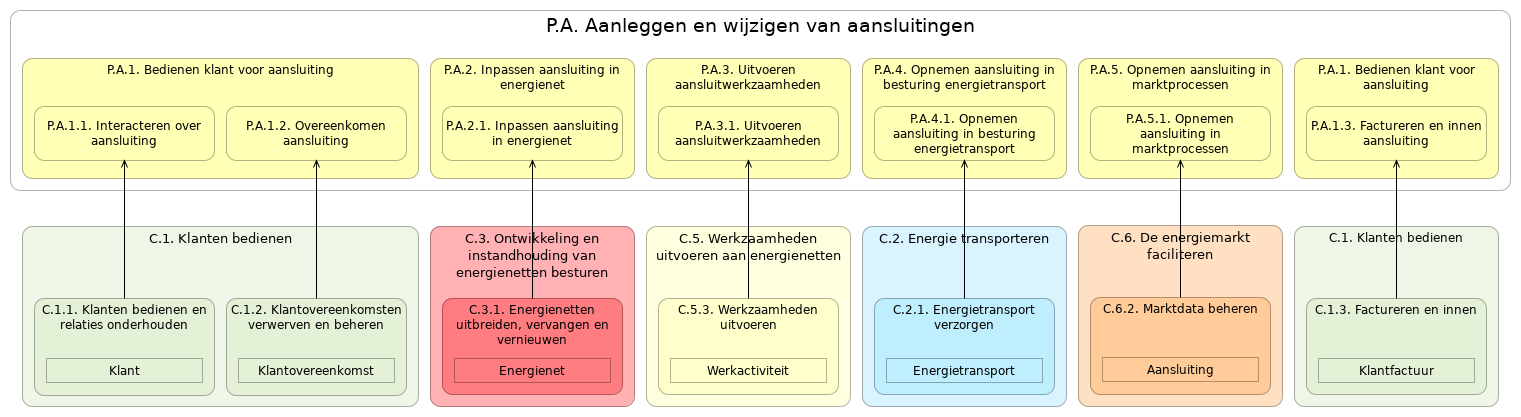 P.A. Aanleggen en wijzigen van aansluitingen
P.A.1. Bedienen klant voor aansluiting
P.A.1.1. Interacteren over
aansluiting
P.A.1.2. Overeenkomen
aansluiting
P.A.2. Inpassen aansluiting in
energienet
P.A.2.1. Inpassen aansluiting
in energienet
P.A.3. Uitvoeren
aansluitwerkzaamheden
P.A.3.1. Uitvoeren
aansluitwerkzaamheden
P.A.4. Opnemen aansluiting in
besturing energietransport
P.A.4.1. Opnemen
aansluiting in besturing
energietransport
P.A.5. Opnemen aansluiting in
marktprocessen
P.A.5.1. Opnemen
aansluiting in
marktprocessen
P.A.1. Bedienen klant voor
aansluiting
P.A.1.3. Factureren en innen
aansluiting
C.1. Klanten bedienen
C.1.1. Klanten bedienen en
relaties onderhouden
Klant
C.1.2. Klantovereenkomsten
verwerven en beheren
Klantovereenkomst
C.3. Ontwikkeling en
instandhouding van
energienetten besturen
C.3.1. Energienetten
uitbreiden, vervangen en
vernieuwen
Energienet
C.5. Werkzaamheden
uitvoeren aan energienetten
C.5.3. Werkzaamheden
uitvoeren
Werkactiviteit
C.2. Energie transporteren
C.2.1. Energietransport
verzorgen
Energietransport
C.6. De energiemarkt
faciliteren
C.6.2. Marktdata beheren
Aansluiting
C.1. Klanten bedienen
C.1.3. Factureren en innen
Klantfactuur